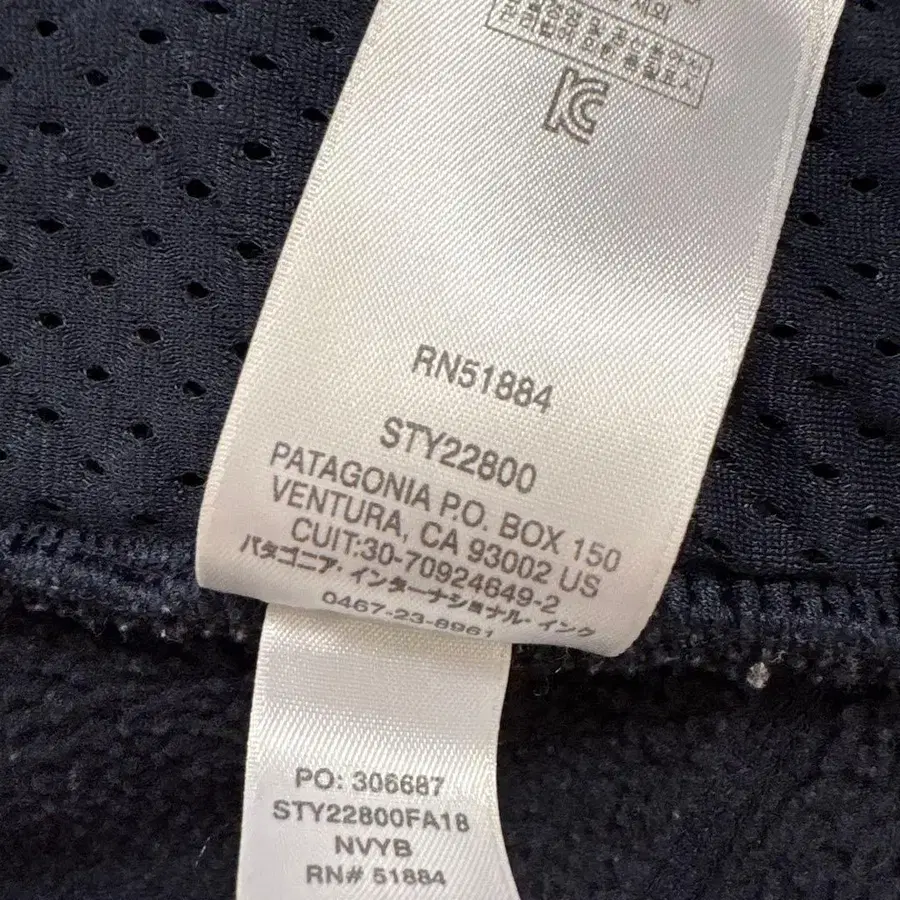 KC
RN51884
STY22800
PATAGONIA P.O. BOX 150
VENTURA, CA 93002 US
CUIT:30-70924649-2
パタゴニア・インターナショナル・インク
0467-23-8961
PO: 306687
STY22800FA18
NVYB
RN# 51884